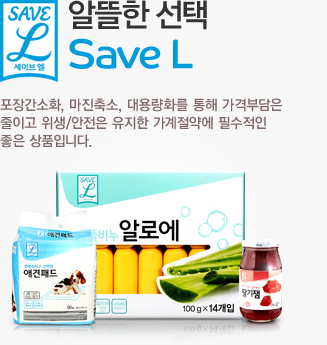 SAVE
L
세이브 엘
알뜰한 선택
Save L
포장간소화, 마진축소, 대용량화를 통해 가격부담은
줄이고 위생/안전은 유지한 가계절약에 필수적인
좋은 상품입니다.
SAVE
L
비누 알로에
100 g×14개입
애견패드
딸기잼